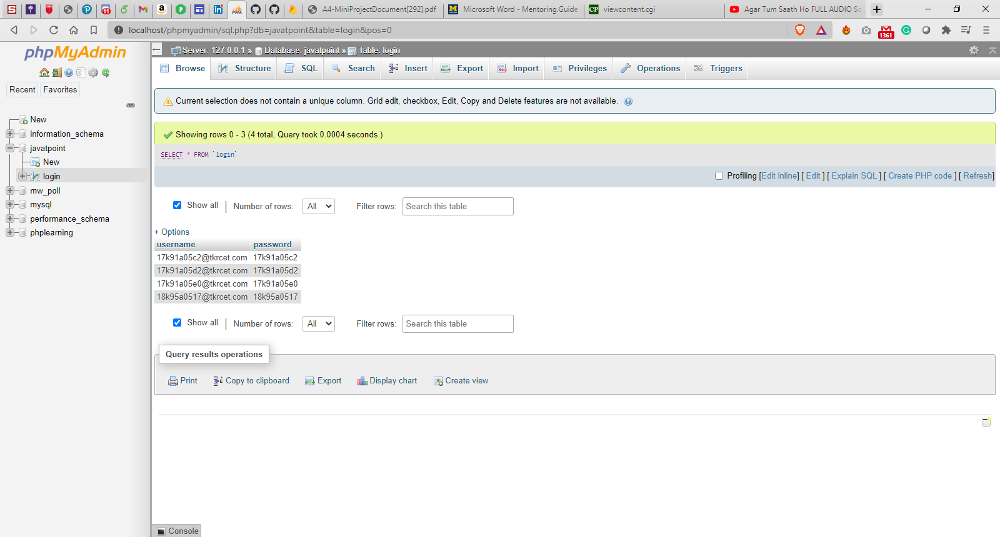 A4-MiniProjectDocument[292].pdf
Microsoft Word - Mentoring.Guide
viewcontent.cgi
Agar Tum Saath Ho FULL AUDIO So
localhost/phpmyadmin/sql.php?db=javatpoint&table=login&pos=0
1361
phpMyAdmin
Recent
Favorites
New
information_schema
javatpoint
New
login
mw_poll
mysql
performance_schema
phplearning
Server: 127.0.0.1 » Database: javatpoint » Table: login
Browse Structure SQL Search Insert Export Import Privileges Operations Triggers
Current selection does not contain a unique column. Grid edit, checkbox, Edit, Copy and Delete features are not available.
Showing rows 0 - 3 (4 total, Query took 0.0004 seconds.)
SELECT * FROM `login`
Profiling [Edit inline] [ Edit ] [ Explain SQL ] [ Create PHP code ] [ Refresh]
Show all | Number of rows: All Filter rows: Search this table
+ Options
username password
17k91a05c2@tkrcet.com 17k91a05c2
17k91a05d2@tkrcet.com 17k91a05d2
17k91a05e0@tkrcet.com 17k91a05e0
18k95a0517@tkrcet.com 18k95a0517
Show all | Number of rows: All Filter rows: Search this table
Query results operations
Print Copy to clipboard Export Display chart Create view
Console